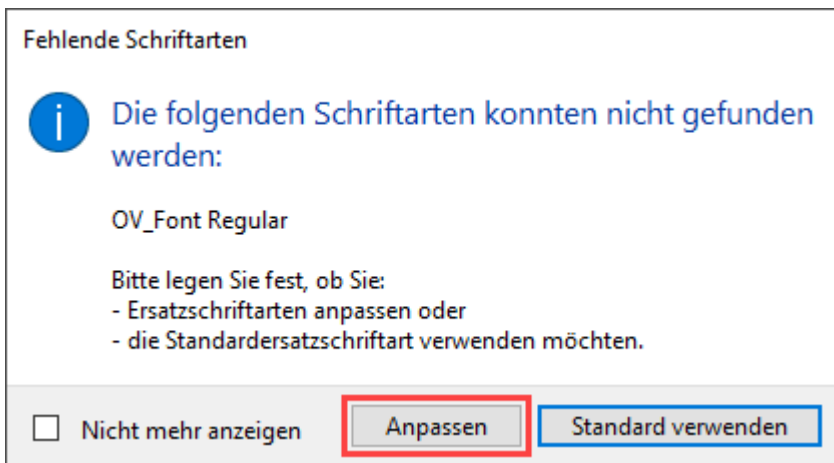 Fehlende Schriftarten
Die folgenden Schriftarten konnten nicht gefunden
werden:
OV_Font Regular
Bitte legen Sie fest, ob Sie:
- Ersatzschriftarten anpassen oder
- die Standardersatzschriftart verwenden möchten.
Nicht mehr anzeigen
Anpassen
Standard verwenden